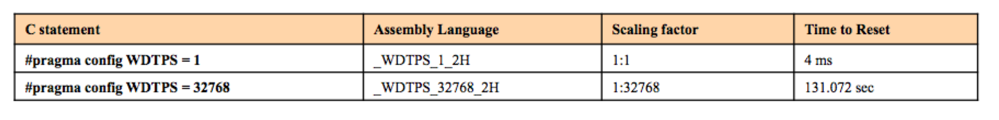 C statement Assembly Language Scaling factor Time to Reset
#pragma config WDTPS = 1 _WDTPS_1_2H 1:1 4 ms
#pragma config WDTPS = 32768 _WDTPS_32768_2H 1:32768 131.072 sec